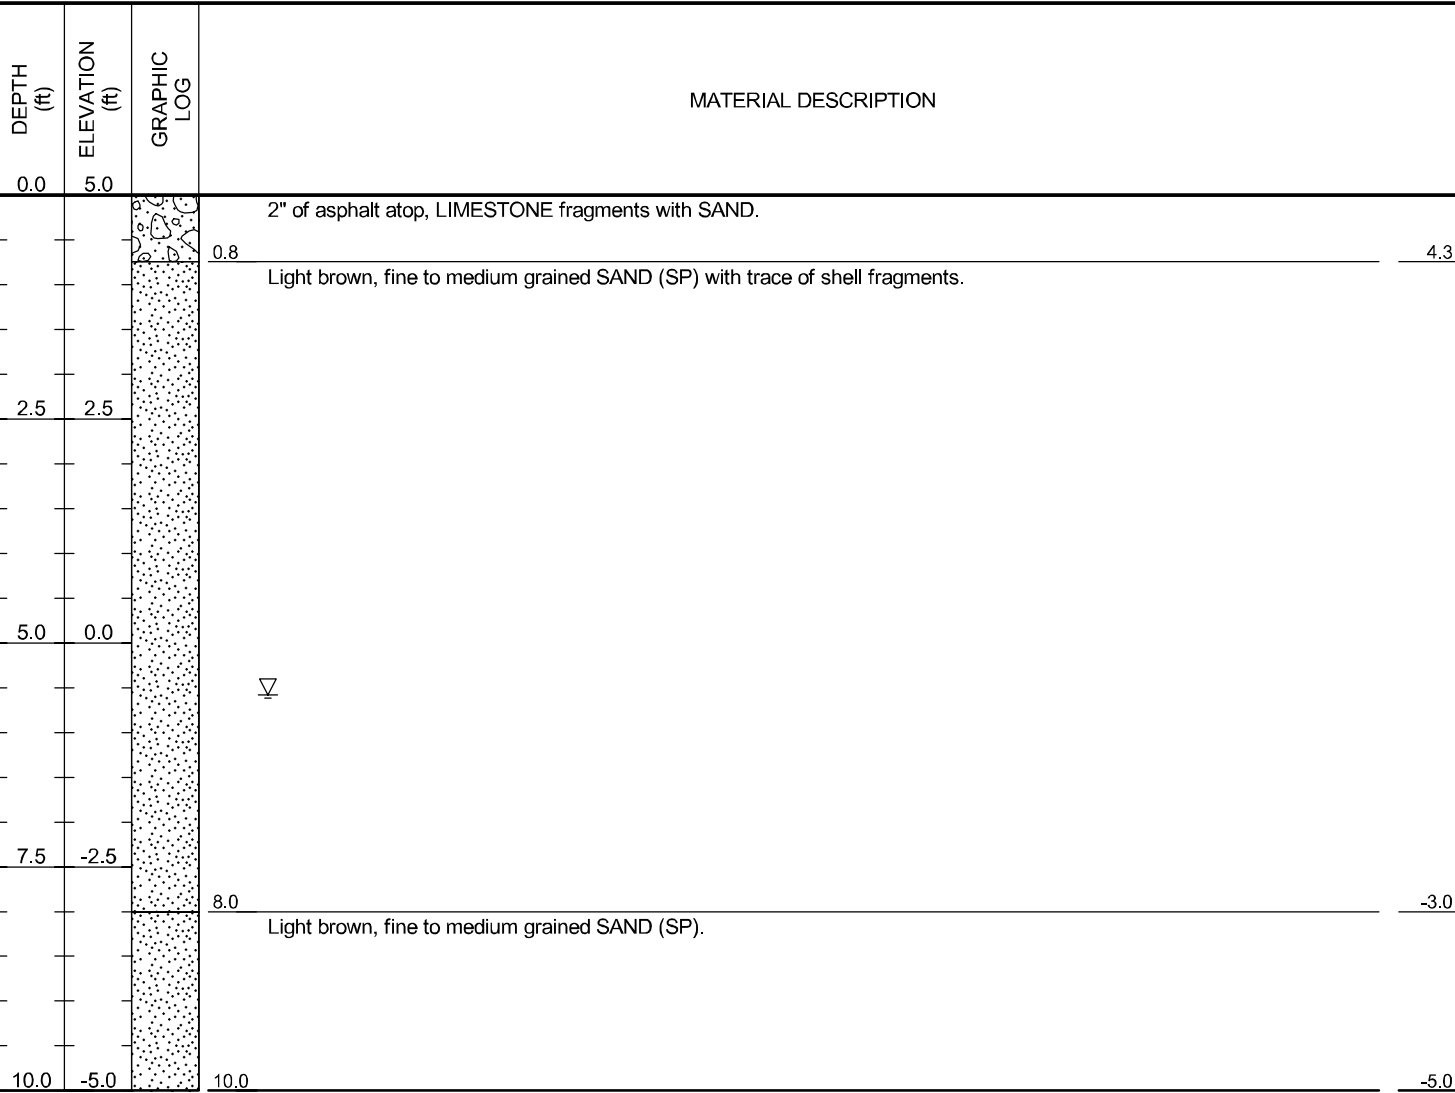 DEPTH
(ft)
ELEVATION
(ft)
GRAPHIC
LOG
MATERIAL DESCRIPTION
0.0 5.0
2" of asphalt atop, LIMESTONE fragments with SAND.
0.8 4.3
Light brown, fine to medium grained SAND (SP) with trace of shell fragments.
2.5 2.5
5.0 0.0
7.5 -2.5
8.0 -3.0
Light brown, fine to medium grained SAND (SP).
10.0 -5.0 10.0 -5.0